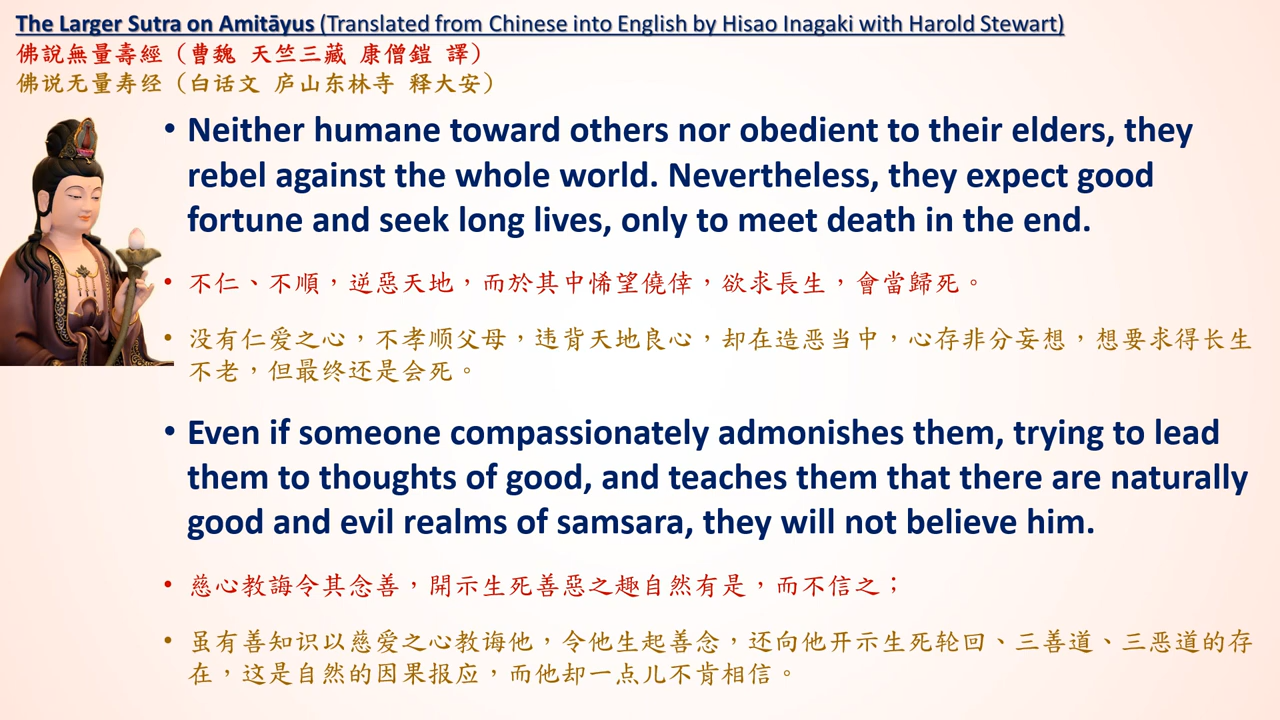 The Larger Sutra on Amitāyus (Translated from Chinese into English by Hisao Inagaki with Harold Stewart)
佛說無量壽經（曹魏 天竺三藏 康僧鎧 譯）
佛说无量寿经（白话文 庐山东林寺 释大安）
• Neither humane toward others nor obedient to their elders, they
rebel against the whole world. Nevertheless, they expect good
fortune and seek long lives, only to meet death in the end.
• 不仁、不順，逆惡天地，而於其中悕望僥倖，欲求長生，會當歸死。
• 没有仁爱之心，不孝顺父母，违背天地良心，却在造恶当中，心存非分妄想，想要求得长生
不老，但最终还是会死。
• Even if someone compassionately admonishes them, trying to lead
them to thoughts of good, and teaches them that there are naturally
good and evil realms of samsara, they will not believe him.
• 慈心教誨令其念善，開示生死善惡之趣自然有是，而不信之；
• 虽有善知识以慈爱之心教诲他，令他生起善念，还向他开示生死轮回、三善道、三恶道的存
在，这是自然的因果报应，而他却一点儿不肯相信。